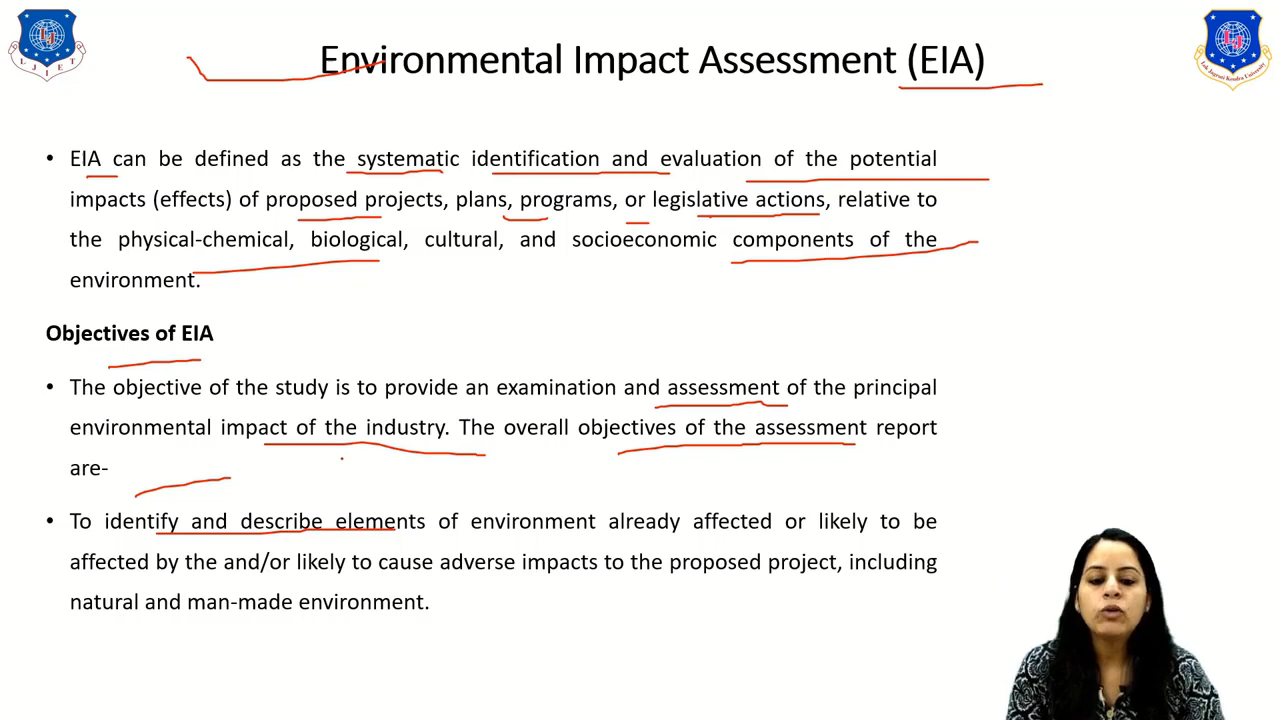 Environmental Impact Assessment (EIA)
L J I E T
Lok Jagruti Kendra University
• EIA can be defined as the systematic identification and evaluation of the potential
impacts (effects) of proposed projects, plans, programs, or legislative actions, relative to
the physical-chemical, biological, cultural, and socioeconomic components of the
environment.
Objectives of EIA
• The objective of the study is to provide an examination and assessment of the principal
environmental impact of the industry. The overall objectives of the assessment report
are-
• To identify and describe elements of environment already affected or likely to be
affected by the and/or likely to cause adverse impacts to the proposed project, including
natural and man-made environment.